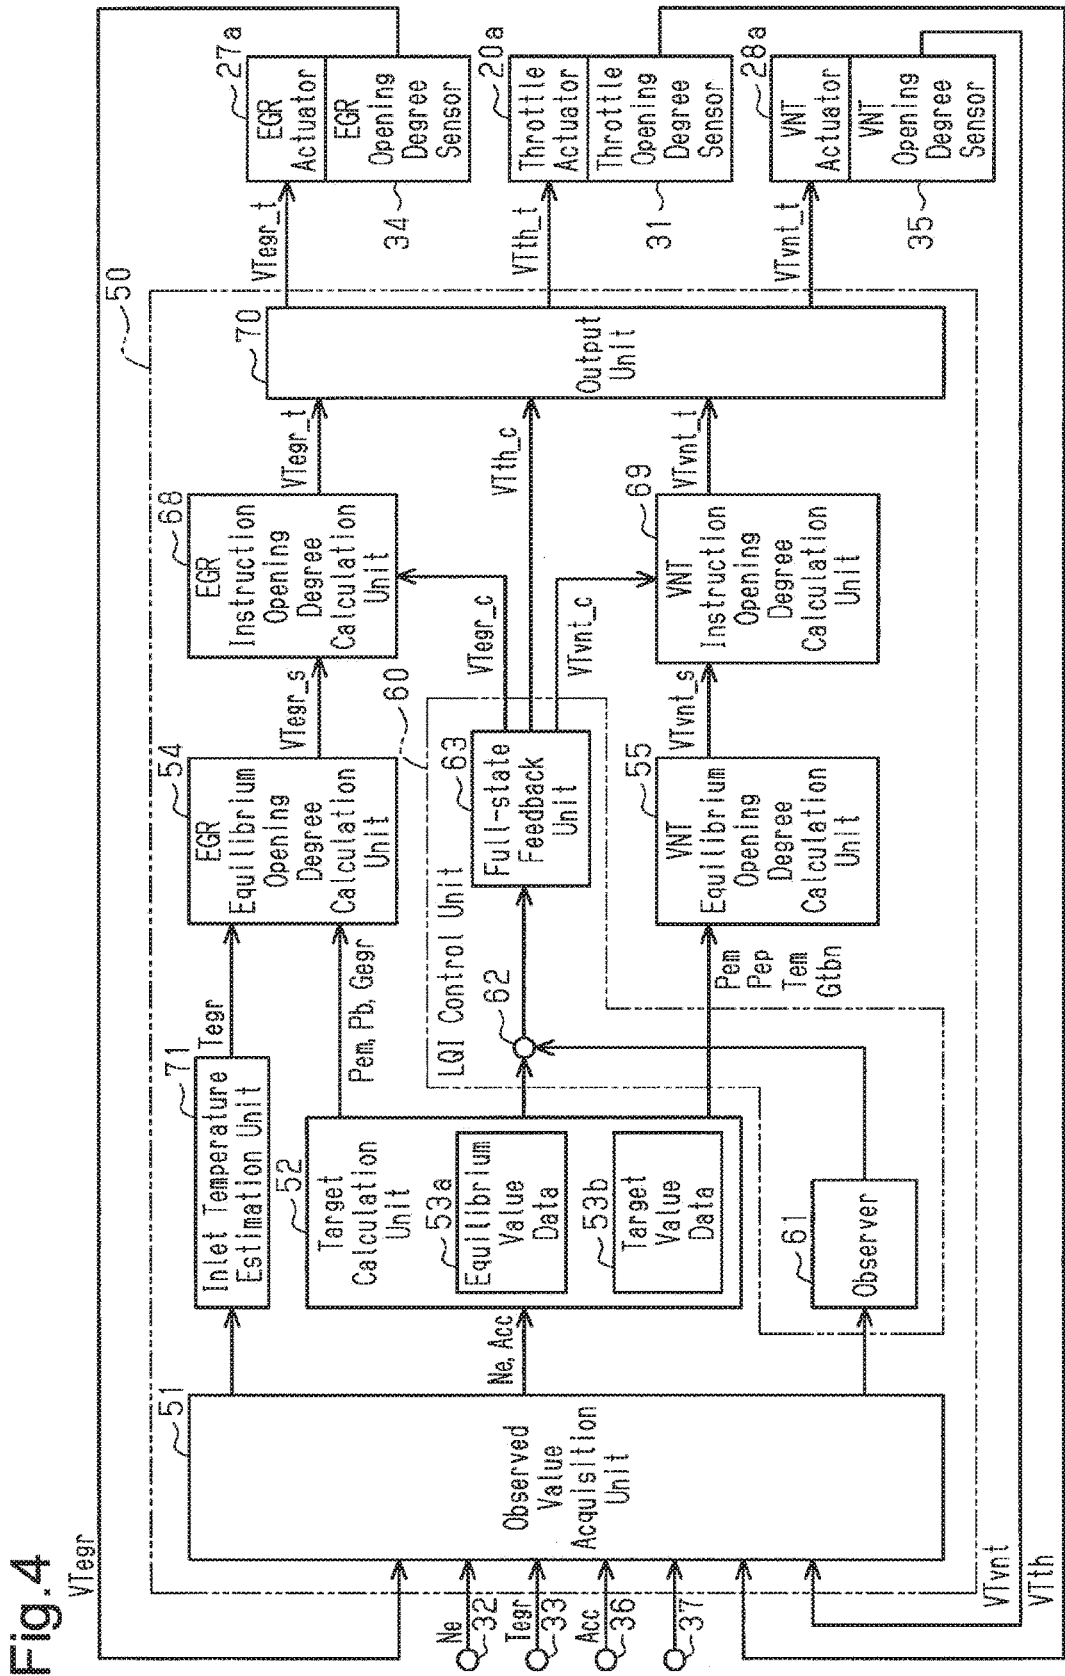 Fig.4
VTegr
50
Ne
32
Tegr
33
Acc
36
37
VTvnt
VTth
51
Observed
Value
Acquisition
Unit
71
Inlet Temperature
Estimation Unit
Ne, Acc
52
Target
Calculation
Unit
53a
Equilibrium
Value
Data
53b
Target
Value
Data
61
Observer
Tegr
Pem, Pb, Gegr
LQI Control Unit
60
62
Pem
Pep
Tem
Gtbn
54
EGR
Equilibrium
Opening
Degree
Calculation
Unit
63
Full-state
Feedback
Unit
55
VNT
Equilibrium
Opening
Degree
Calculation
Unit
VTegr_s
VTegr_c
VTvnt_c
VTvnt_s
68
EGR
Instruction
Opening
Degree
Calculation
Unit
69
VNT
Instruction
Opening
Degree
Calculation
Unit
VTegr_t
VTth_c
VTvnt_t
70
Output
Unit
VTegr_t
VTth_t
VTvnt_t
27a
EGR
Actuator
EGR
Opening
Degree
Sensor
34
20a
Throttle
Actuator
Throttle
Opening
Degree
Sensor
31
28a
VNT
Actuator
VNT
Opening
Degree
Sensor
35